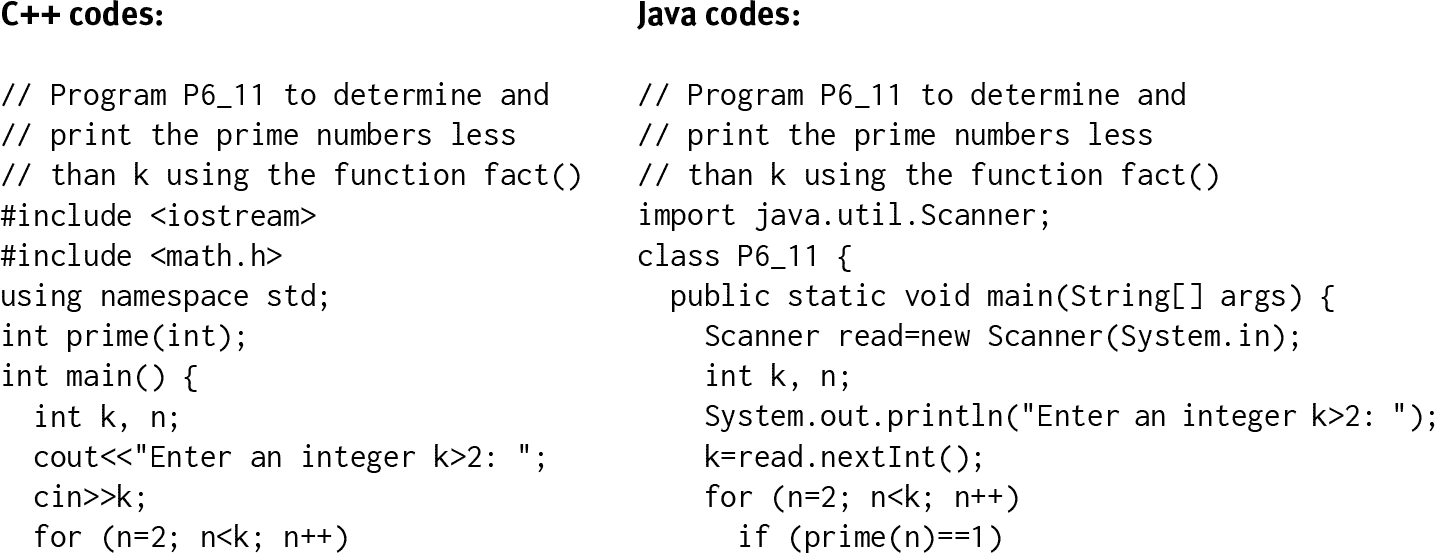 C++ codes:
// Program P6_11 to determine and
// print the prime numbers less
// than k using the function fact()
#include <iostream>
#include <math.h>
using namespace std;
int prime(int);
int main() {
  int k, n;
  cout<<"Enter an integer k>2: ";
  cin>>k;
  for (n=2; n<k; n++)
Java codes:
// Program P6_11 to determine and
// print the prime numbers less
// than k using the function fact()
import java.util.Scanner;
class P6_11 {
  public static void main(String[] args) {
    Scanner read=new Scanner(System.in);
    int k, n;
    System.out.println("Enter an integer k>2: ");
    k=read.nextInt();
    for (n=2; n<k; n++)
      if (prime(n)==1)